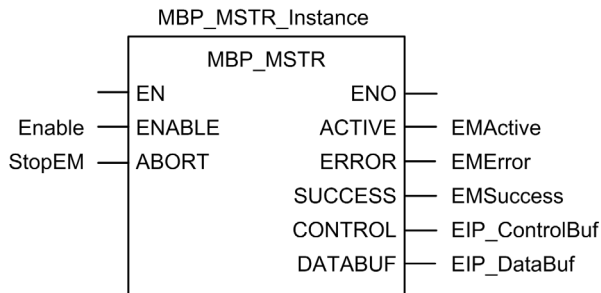 MBP_MSTR_Instance
MBP_MSTR
EN ENO
Enable ENABLE ACTIVE EMActive
StopEM ABORT ERROR EMError
SUCCESS EMSuccess
CONTROL EIP_ControlBuf
DATABUF EIP_DataBuf